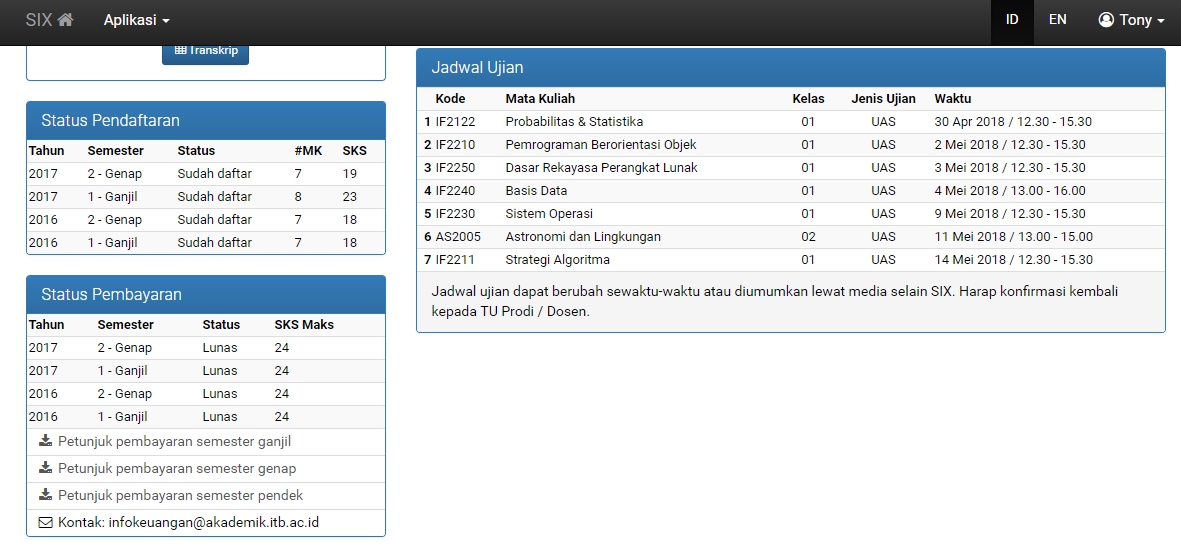 SIX Aplikasi ID EN Tony
Transkrip
Status Pendaftaran
Tahun Semester Status #MK SKS
2017 2 - Genap Sudah daftar 7 19
2017 1 - Ganjil Sudah daftar 8 23
2016 2 - Genap Sudah daftar 7 18
2016 1 - Ganjil Sudah daftar 7 18
Status Pembayaran
Tahun Semester Status SKS Maks
2017 2 - Genap Lunas 24
2017 1 - Ganjil Lunas 24
2016 2 - Genap Lunas 24
2016 1 - Ganjil Lunas 24
Petunjuk pembayaran semester ganjil
Petunjuk pembayaran semester genap
Petunjuk pembayaran semester pendek
Kontak: infokeuangan@akademik.itb.ac.id
Jadwal Ujian
Kode Mata Kuliah Kelas Jenis Ujian Waktu
1 IF2122 Probabilitas & Statistika 01 UAS 30 Apr 2018 / 12.30 - 15.30
2 IF2210 Pemrograman Berorientasi Objek 01 UAS 2 Mei 2018 / 12.30 - 15.30
3 IF2250 Dasar Rekayasa Perangkat Lunak 01 UAS 3 Mei 2018 / 12.30 - 15.30
4 IF2240 Basis Data 01 UAS 4 Mei 2018 / 13.00 - 16.00
5 IF2230 Sistem Operasi 01 UAS 9 Mei 2018 / 12.30 - 15.30
6 AS2005 Astronomi dan Lingkungan 02 UAS 11 Mei 2018 / 13.00 - 15.00
7 IF2211 Strategi Algoritma 01 UAS 14 Mei 2018 / 12.30 - 15.30
Jadwal ujian dapat berubah sewaktu-waktu atau diumumkan lewat media selain SIX. Harap konfirmasi kembali
kepada TU Prodi / Dosen.